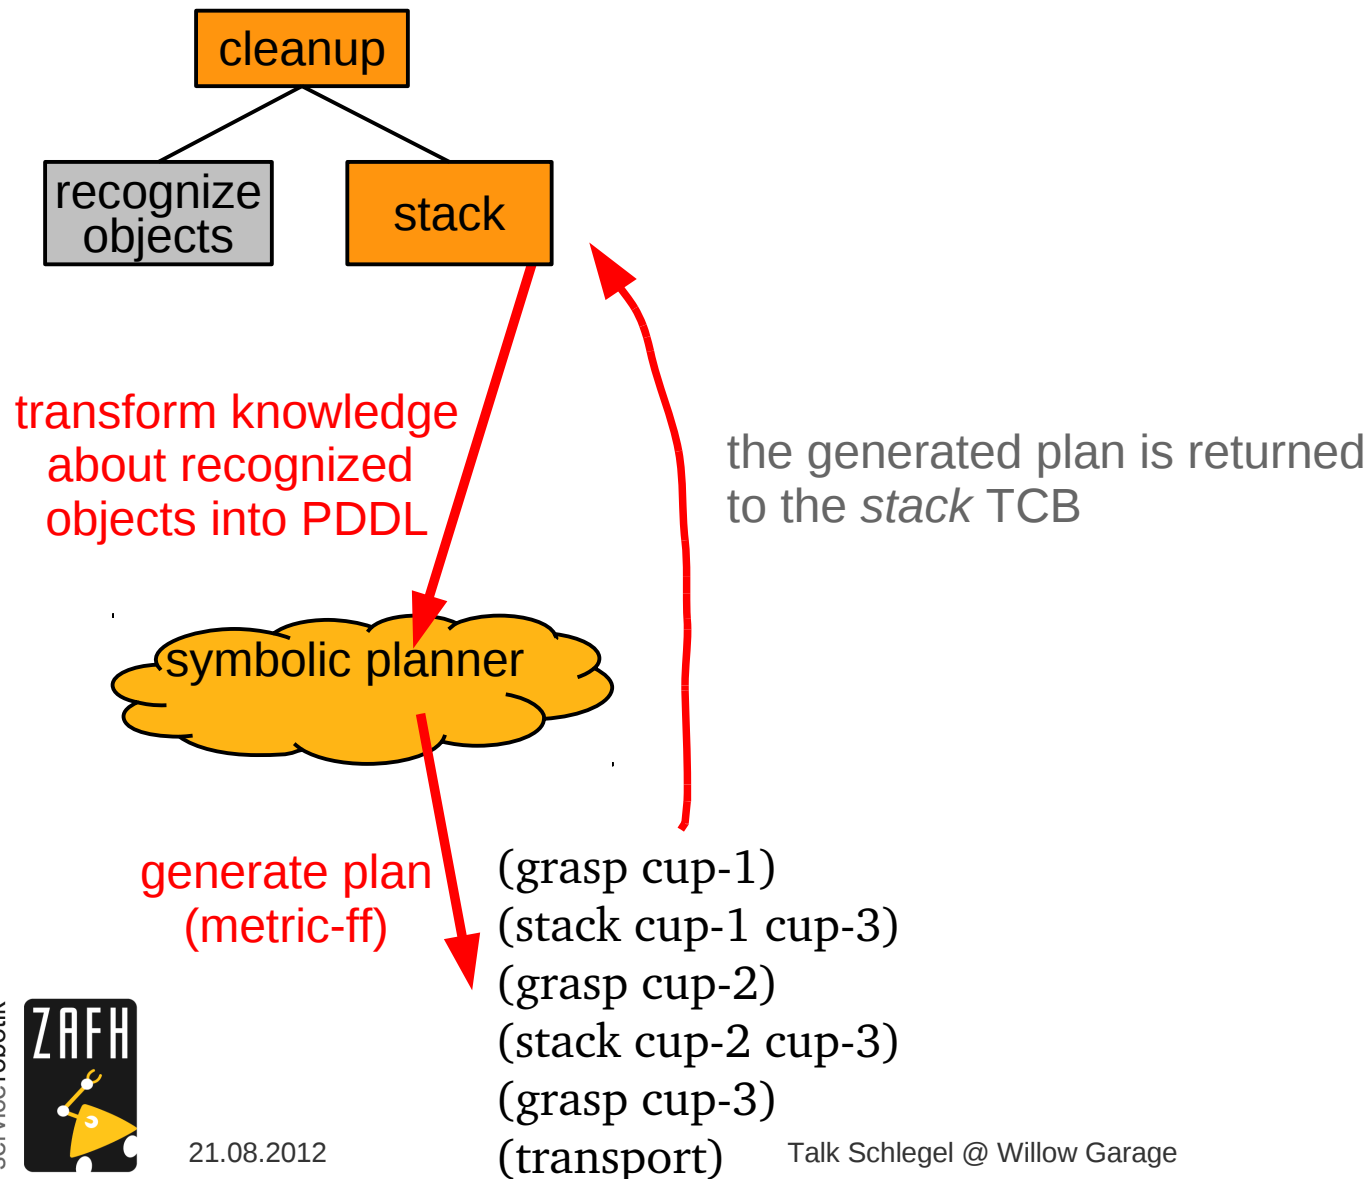 cleanup
recognize
objects
stack
transform knowledge
about recognized
objects into PDDL
the generated plan is returned
to the stack TCB
symbolic planner
generate plan
(metric-ff)
(grasp cup-1)
(stack cup-1 cup-3)
(grasp cup-2)
(stack cup-2 cup-3)
(grasp cup-3)
(transport)
ZAFH
21.08.2012
Talk Schlegel @ Willow Garage